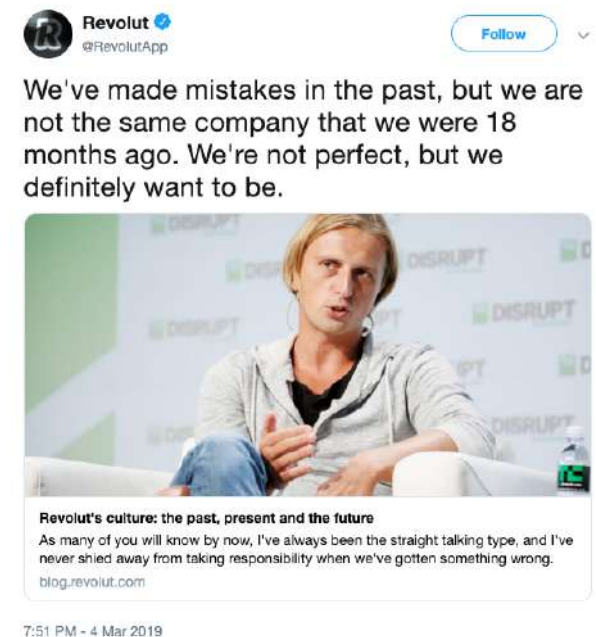 Revolut
@RevolutApp
Follow
We've made mistakes in the past, but we are
not the same company that we were 18
months ago. We're not perfect, but we
definitely want to be.
DISRUPT
DISRUPT
DISRUPT
DISRUPT
DISRUPT
Revolut's culture: the past, present and the future
As many of you will know by now, I've always been the straight talking type, and I've
never shied away from taking responsibility when we've gotten something wrong.
blog.revolut.com
7:51 PM - 4 Mar 2019